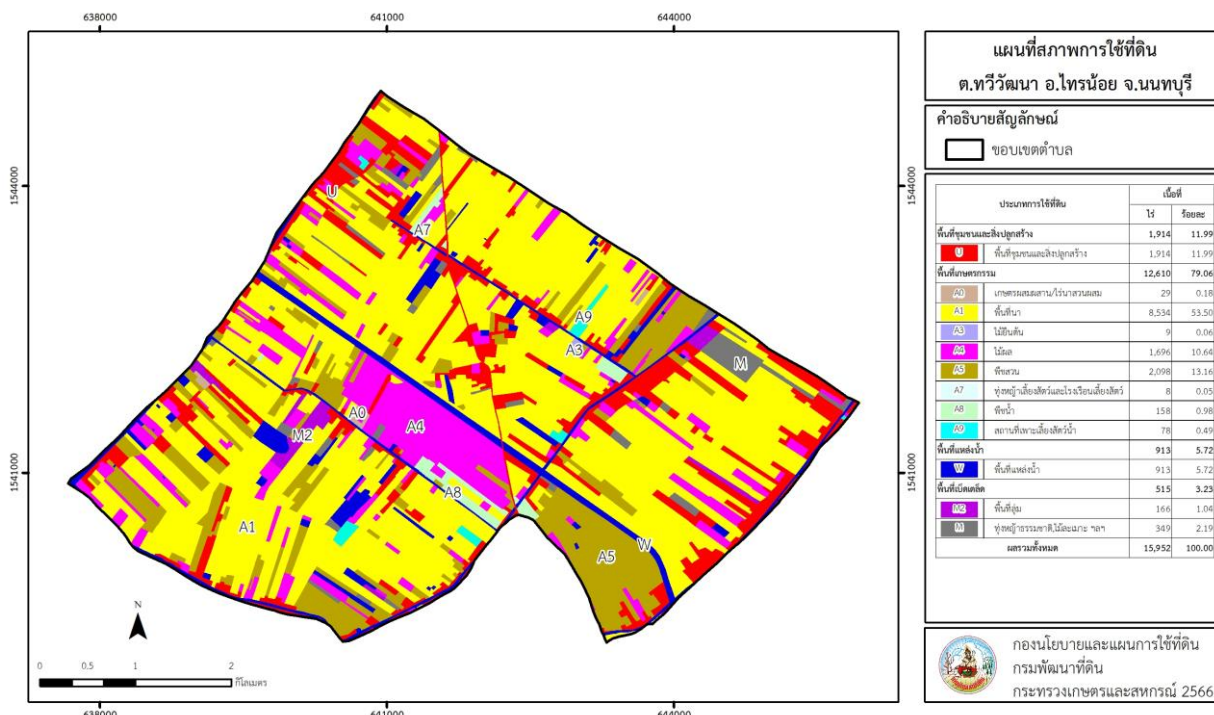 638000 641000 644000
แผนที่สภาพการใช้ที่ดิน
ต.ทวีวัฒนา อ.ไทรน้อย จ.นนทบุรี
คำอธิบายสัญลักษณ์
ขอบเขตตำบล
ประเภทการใช้ที่ดิน เนื้อที่
ไร่ ร้อยละ
พื้นที่ชุมชนและสิ่งปลูกสร้าง 1,914 11.99
U พื้นที่ชุมชนและสิ่งปลูกสร้าง 1,914 11.99
พื้นที่เกษตรกรรม 12,610 79.06
A0 เกษตรผสมผสาน/ไร่นาสวนผสม 29 0.18
A1 พื้นที่นา 8,534 53.50
A3 ไม้ยืนต้น 9 0.06
A4 ไม้ผล 1,696 10.64
A5 พืชสวน 2,098 13.16
A7 ทุ่งหญ้าเลี้ยงสัตว์และโรงเรือนเลี้ยงสัตว์ 8 0.05
A8 พืชน้ำ 158 0.98
A9 สถานที่เพาะเลี้ยงสัตว์น้ำ 78 0.49
พื้นที่แหล่งน้ำ 913 5.72
W พื้นที่แหล่งน้ำ 913 5.72
พื้นที่เบ็ดเตล็ด 515 3.23
M2 พื้นที่ลุ่ม 166 1.04
M ทุ่งหญ้าธรรมชาติ,ไม้ละเมาะ ฯลฯ 349 2.19
ผลรวมทั้งหมด 15,952 100.00
1544000 1544000
1541000 1541000
U
A7
A9
A3
M
A0
A4
M2
A8
A1
A5
W
N
0 0.5 1 2
กิโลเมตร
638000 641000 644000
กองนโยบายและแผนการใช้ที่ดิน
กรมพัฒนาที่ดิน
กระทรวงเกษตรและสหกรณ์ 2566